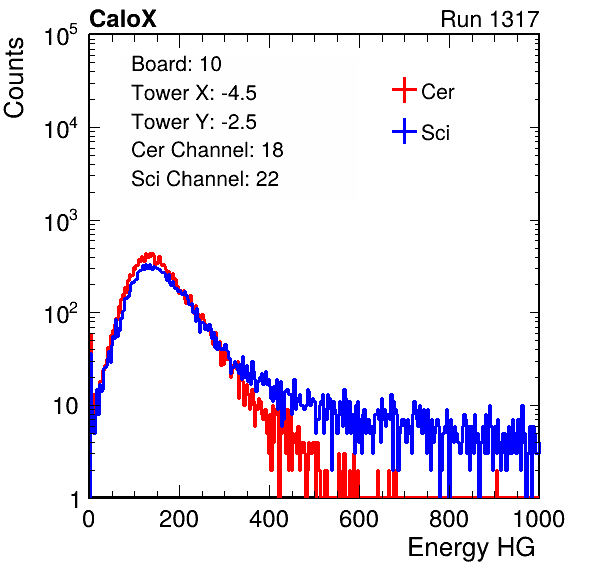 CaloX Run 1317
Counts
Board: 10
Tower X: -4.5
Tower Y: -2.5
Cer Channel: 18
Sci Channel: 22
Cer
Sci
10^5
10^4
10^3
10^2
10
1
0 200 400 600 800 1000
Energy HG